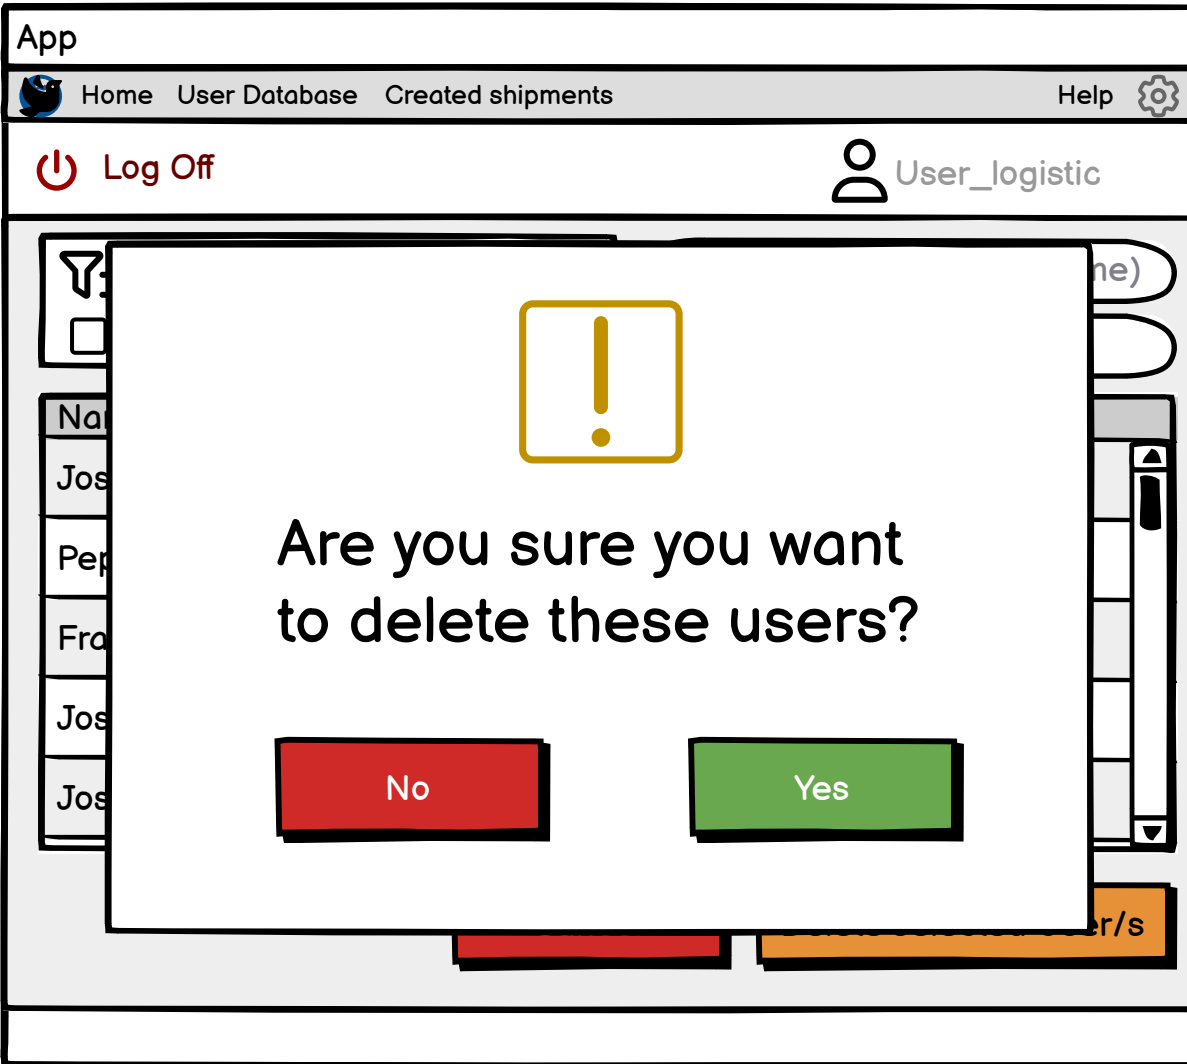 App
Home User Database Created shipments Help
Log Off User_logistic
Are you sure you want
to delete these users?
No Yes